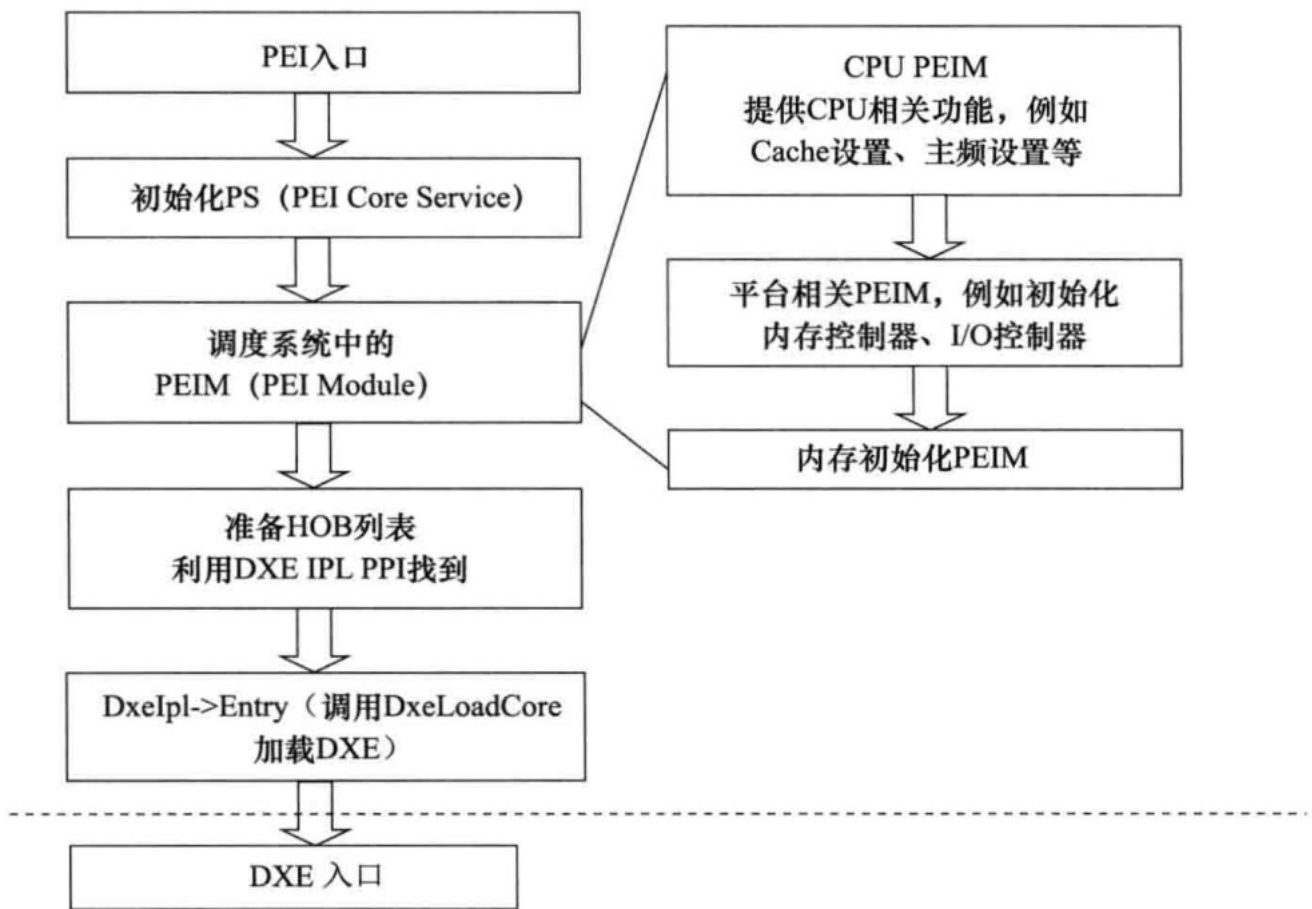 PEI入口
初始化PS（PEI Core Service）
调度系统中的
PEIM（PEI Module）
准备HOB列表
利用DXE IPL PPI找到
DxeIpl->Entry（调用DxeLoadCore
加载DXE）
DXE 入口
CPU PEIM
提供CPU相关功能，例如
Cache设置、主频设置等
平台相关PEIM，例如初始化
内存控制器、I/O控制器
内存初始化PEIM